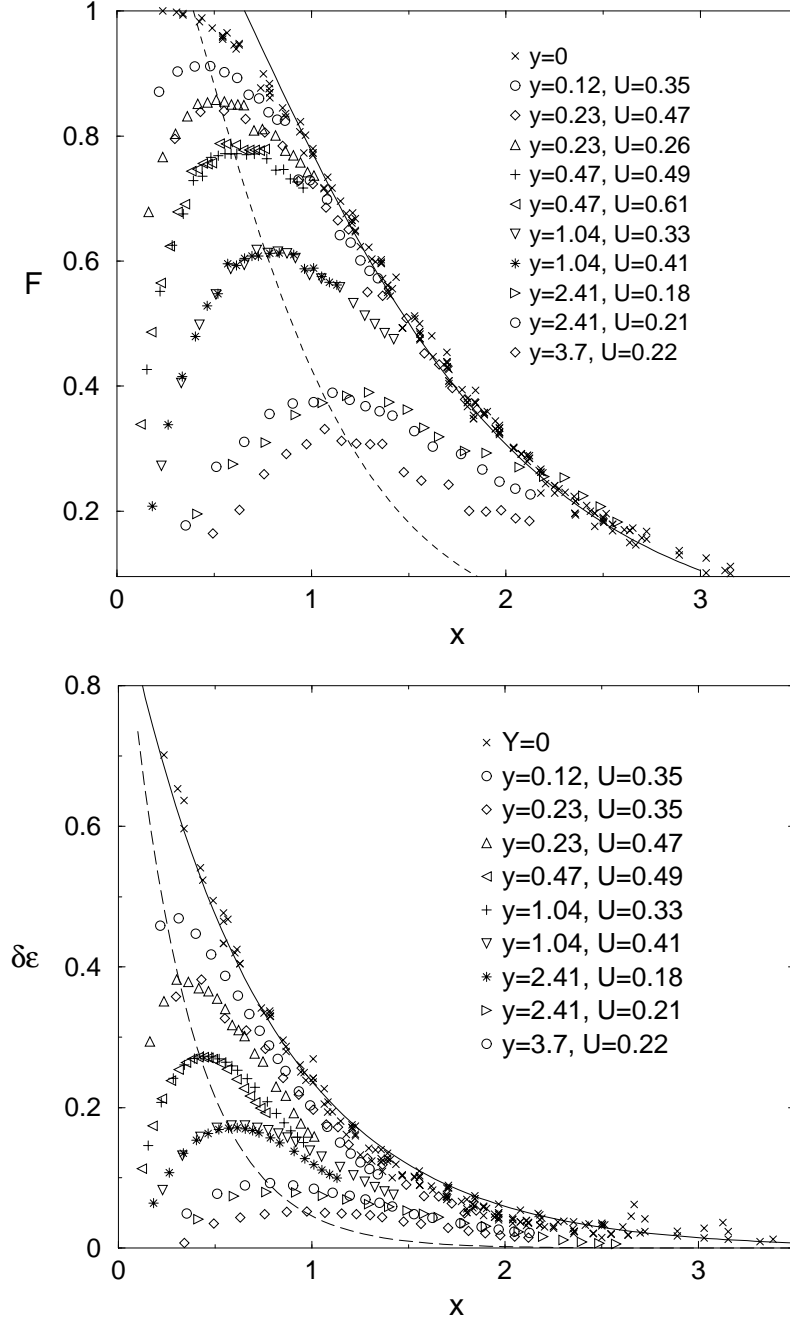 1
0.8
0.6
0.4
0.2
F
0
1
2
3
x
y=0
y=0.12, U=0.35
y=0.23, U=0.47
y=0.23, U=0.26
y=0.47, U=0.49
y=0.47, U=0.61
y=1.04, U=0.33
y=1.04, U=0.41
y=2.41, U=0.18
y=2.41, U=0.21
y=3.7, U=0.22
0.8
0.6
0.4
0.2
0
δε
0
1
2
3
x
Y=0
y=0.12, U=0.35
y=0.23, U=0.35
y=0.23, U=0.47
y=0.47, U=0.49
y=1.04, U=0.33
y=1.04, U=0.41
y=2.41, U=0.18
y=2.41, U=0.21
y=3.7, U=0.22